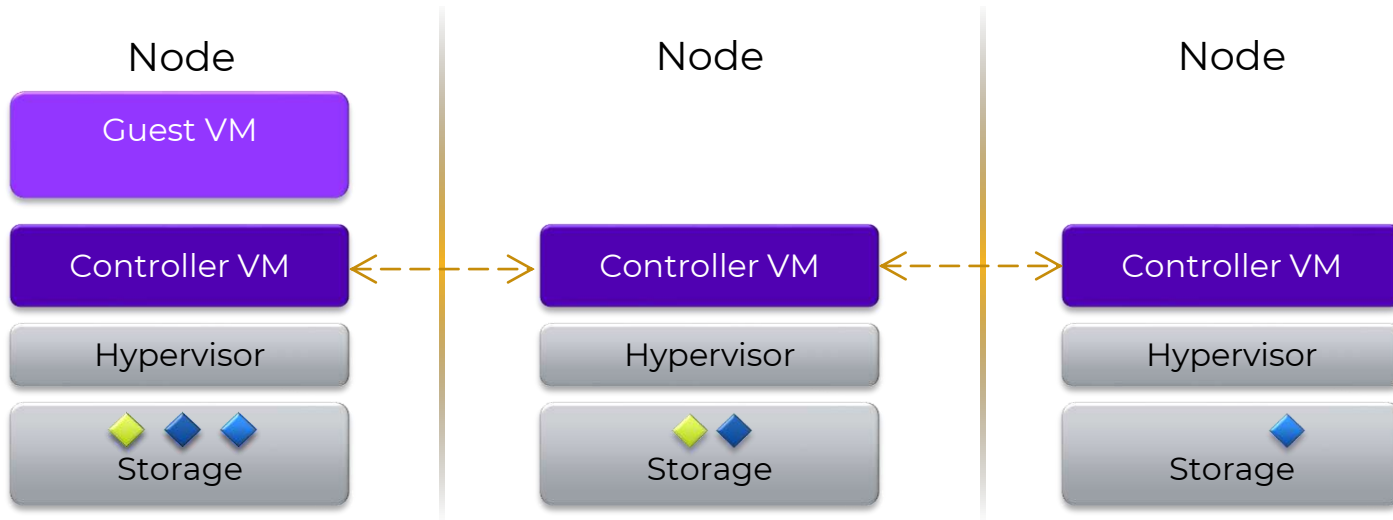 Node
Guest VM
Controller VM
Hypervisor
Storage
Node
Controller VM
Hypervisor
Storage
Node
Controller VM
Hypervisor
Storage